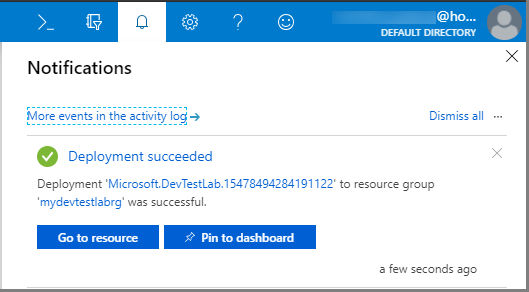 >_
?
@ho...
DEFAULT DIRECTORY
Notifications
More events in the activity log
Dismiss all ...
Deployment succeeded
Deployment 'Microsoft.DevTestLab.15478494284191122' to resource group
'mydevtestlabrg' was successful.
Go to resource Pin to dashboard
a few seconds ago